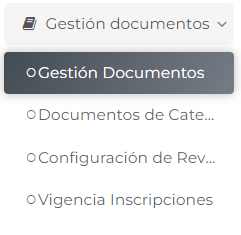 Gestión documentos
Gestión Documentos
Documentos de Cate...
Configuración de Rev...
Vigencia Inscripciones